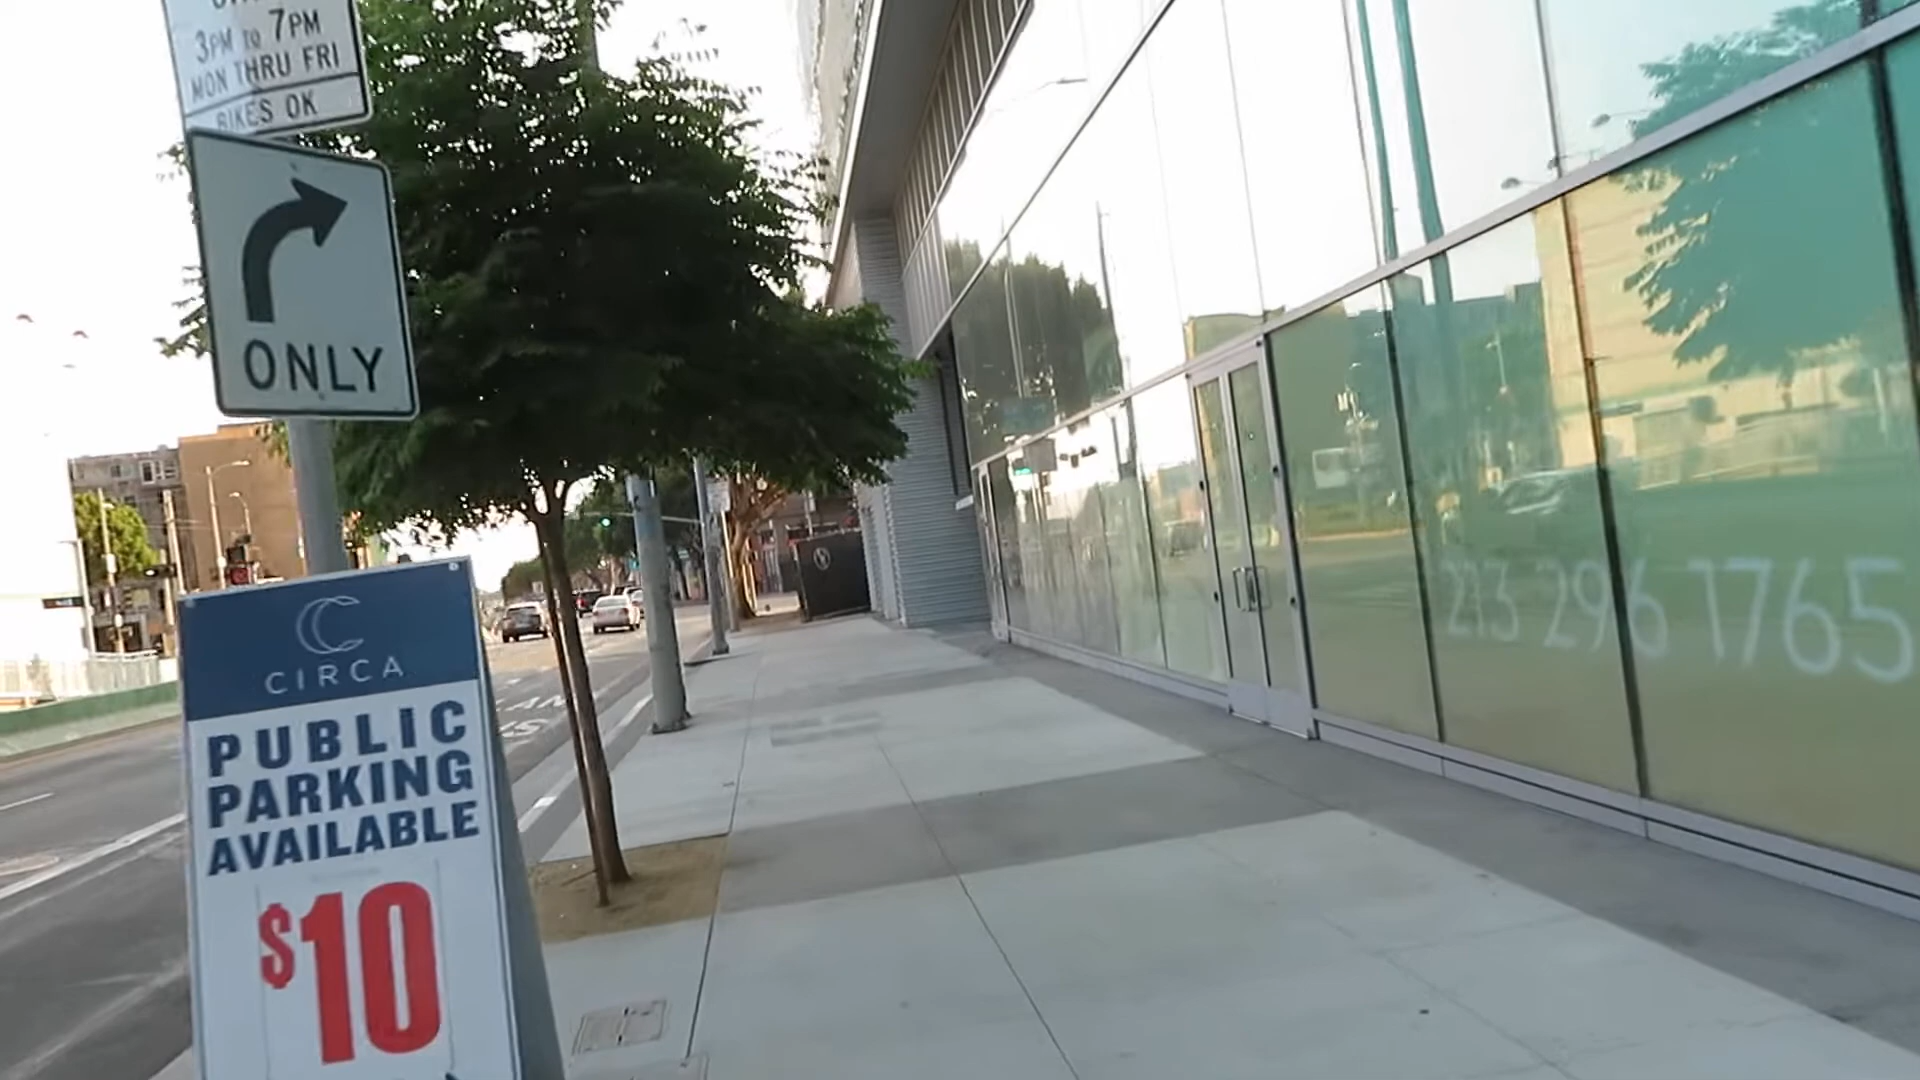 3PM TO 7PM
MON THRU FRI
BIKES OK
ONLY
CIRCA
PUBLIC
PARKING
AVAILABLE
$10
213 296 1765